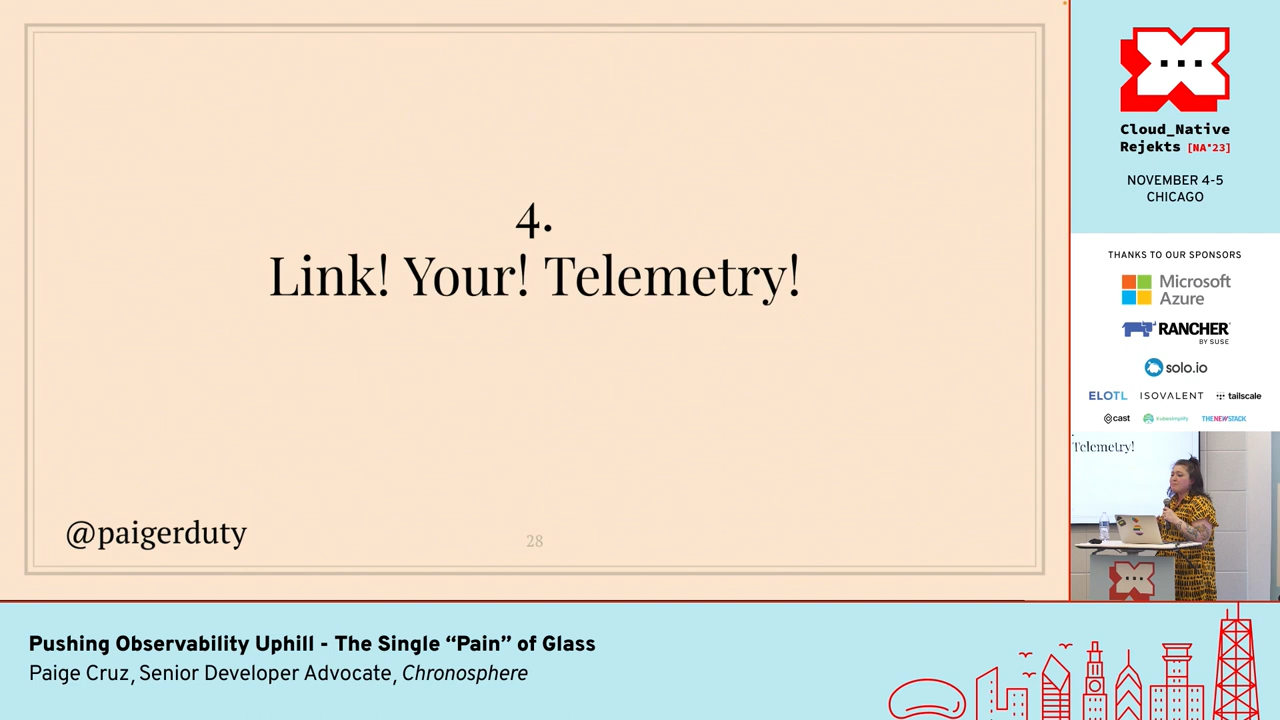 4.
Link! Your! Telemetry!
@paigerduty
28
Cloud_Native
Rejekts [NA'23]
NOVEMBER 4-5
CHICAGO
THANKS TO OUR SPONSORS
Microsoft
Azure
RANCHER
BY SUSE
solo.io
ELOTL ISOVALENT tailscale
cast kubesimplify THENEWSTACK
Telemetry!
Pushing Observability Uphill - The Single “Pain” of Glass
Paige Cruz, Senior Developer Advocate, Chronosphere